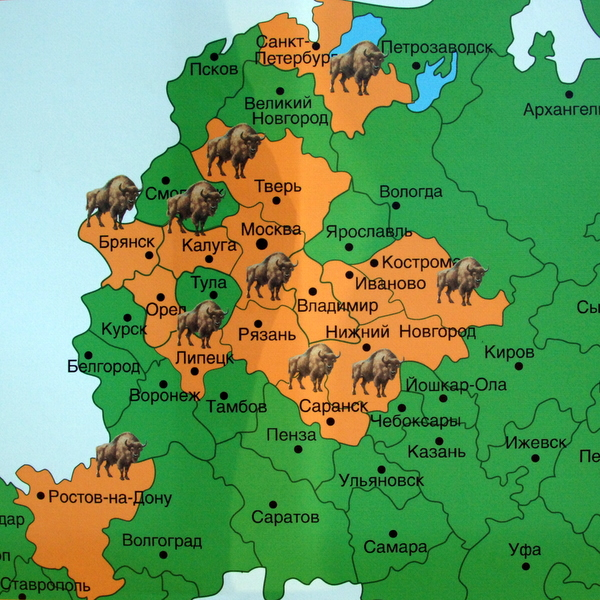 Санкт-
Петербург
Петрозаводск
Псков
Великий
Новгород
Тверь
Вологда
Москва
Ярославль
Брянск
Калуга
Кострома
Тула
Иваново
Орел
Владимир
Курск
Рязань
Нижний Новгород
Липецк
Белгород
Киров
Воронеж
Тамбов
Йошкар-Ола
Саранск
Чебоксары
Пенза
Казань
Ижевск
Ульяновск
Ростов-на-Дону
Саратов
Волгоград
Самара
Уфа
Ставрополь